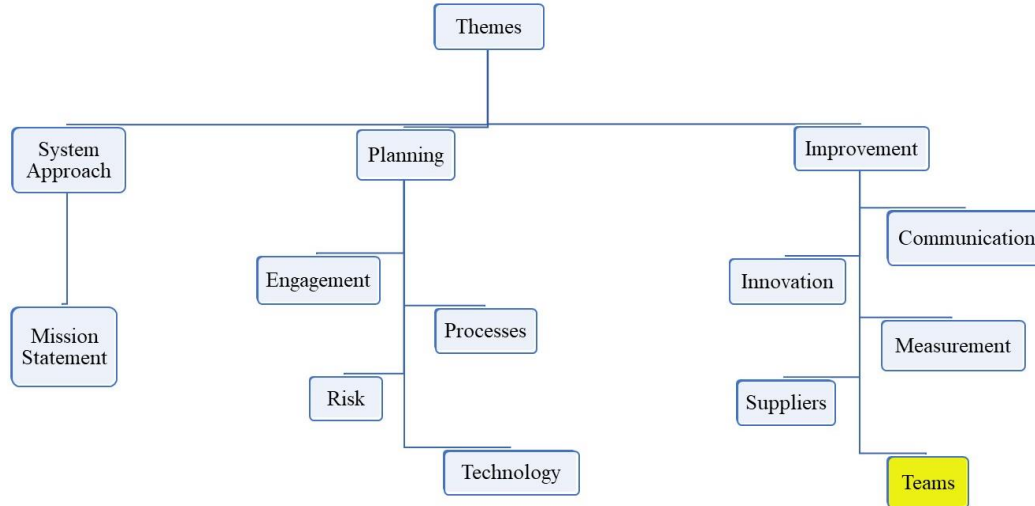 Themes
System
Approach
Planning
Improvement
Communication
Engagement
Innovation
Mission
Statement
Processes
Measurement
Risk
Suppliers
Technology
Teams